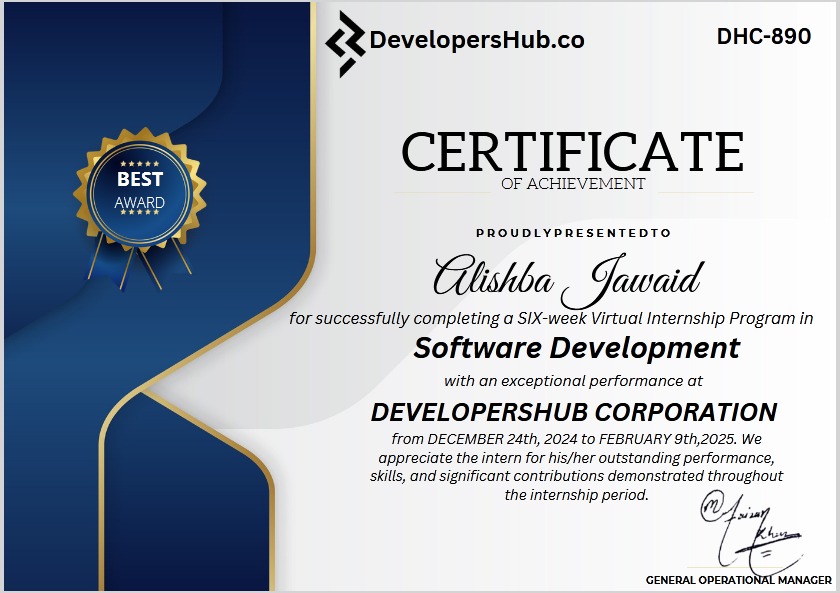 DevelopersHub.co
DHC-890
BEST
AWARD
CERTIFICATE
OF ACHIEVEMENT
PROUDLYPRESENTEDTO
Alishba Jawaid
for successfully completing a SIX-week Virtual Internship Program in
Software Development
with an exceptional performance at
DEVELOPERSHUB CORPORATION
from DECEMBER 24th, 2024 to FEBRUARY 9th,2025. We
appreciate the intern for his/her outstanding performance,
skills, and significant contributions demonstrated throughout
the internship period.
GENERAL OPERATIONAL MANAGER